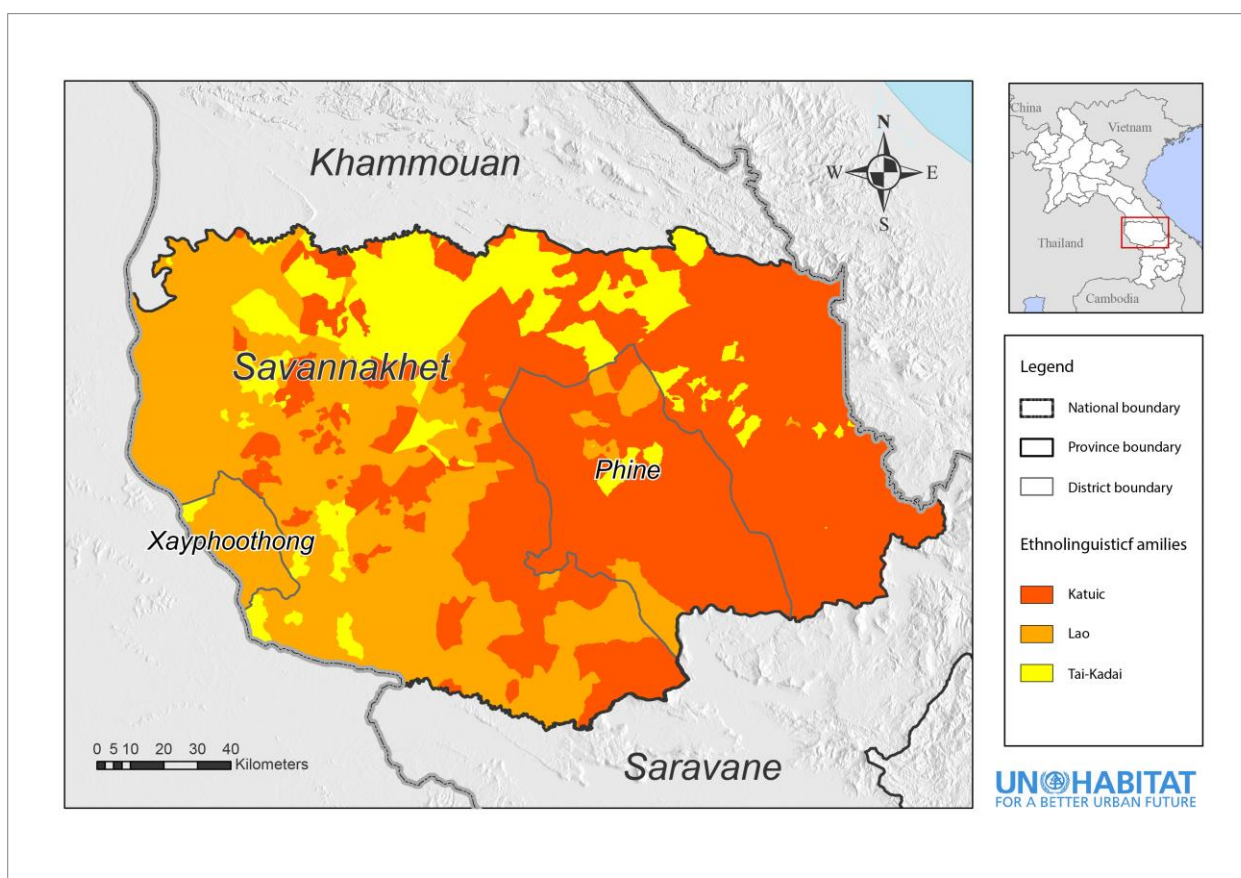 Khammouan
N
W
E
S
Savannakhet
Phine
Xayphoothong
0 5 10 20 30 40
Kilometers
Saravane
China
Vietnam
Thailand
Cambodia
Legend
National boundary
Province boundary
District boundary
Ethnolinguisticf amilies
Katuic
Lao
Tai-Kadai
UN HABITAT
FOR A BETTER URBAN FUTURE